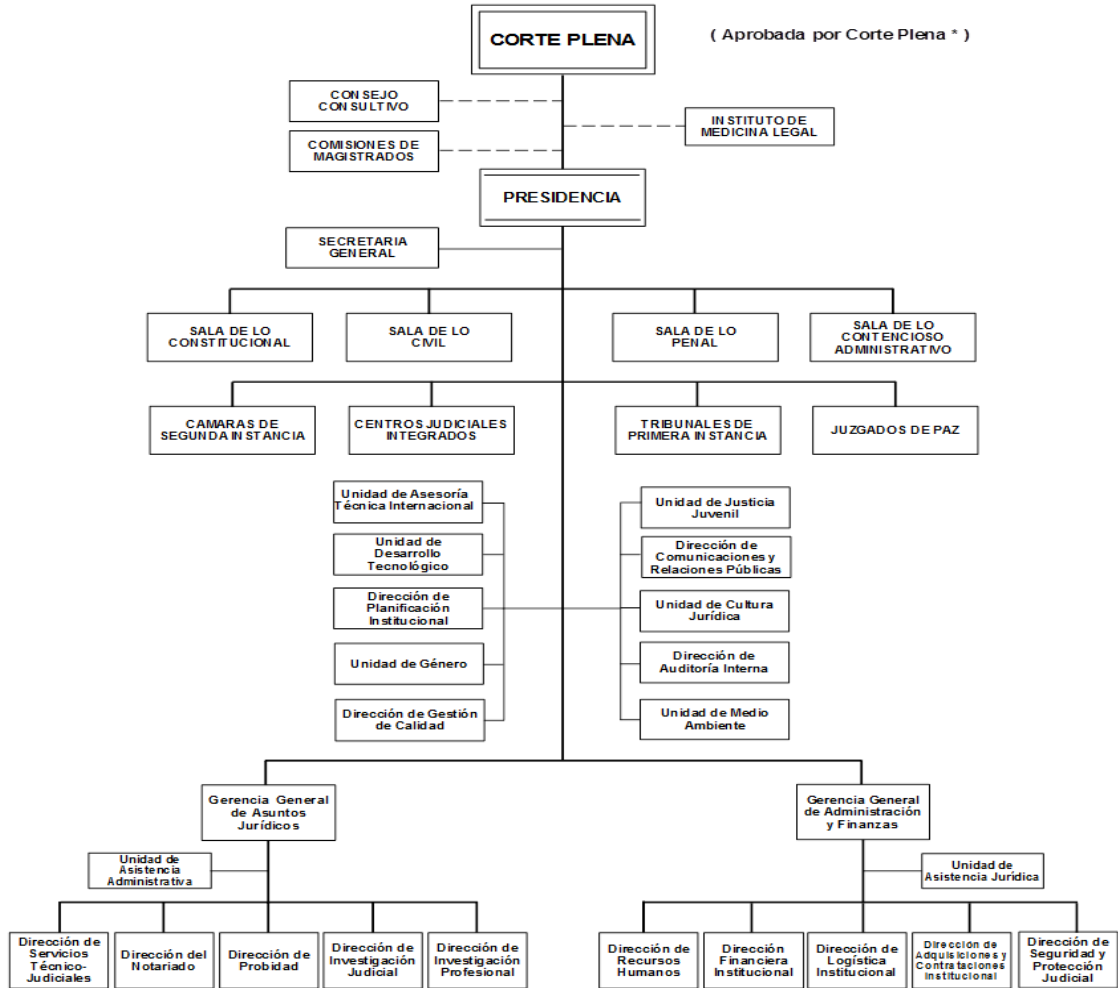 CORTE PLENA
( Aprobada por Corte Plena * )
CONSEJO
CONSULTIVO
INSTITUTO DE
MEDICINA LEGAL
COMISIONES DE
MAGISTRADOS
PRESIDENCIA
SECRETARIA
GENERAL
SALA DE LO
CONSTITUCIONAL
SALA DE LO
CIVIL
SALA DE LO
PENAL
SALA DE LO
CONTENCIOSO
ADMINISTRATIVO
CAMARAS DE
SEGUNDA INSTANCIA
CENTROS JUDICIALES
INTEGRADOS
TRIBUNALES DE
PRIMERA INSTANCIA
JUZGADOS DE PAZ
Unidad de Asesoría
Técnica Internacional
Unidad de Justicia
Juvenil
Unidad de
Desarrollo
Tecnológico
Dirección de
Comunicaciones y
Relaciones Públicas
Dirección de
Planificación
Institucional
Unidad de Cultura
Jurídica
Unidad de Género
Dirección de
Auditoría Interna
Dirección de Gestión
de Calidad
Unidad de Medio
Ambiente
Gerencia General
de Asuntos
Jurídicos
Gerencia General
de Administración
y Finanzas
Unidad de
Asistencia
Administrativa
Unidad de
Asistencia Jurídica
Dirección de
Servicios
Técnico-
Judiciales
Dirección del
Notariado
Dirección de
Probidad
Dirección de
Investigación
Judicial
Dirección de
Investigación
Profesional
Dirección de
Recursos
Humanos
Dirección
Financiera
Institucional
Dirección de
Logística
Institucional
Dirección de
Adquisiciones y
Contrataciones
Institucional
Dirección de
Seguridad y
Protección
Judicial